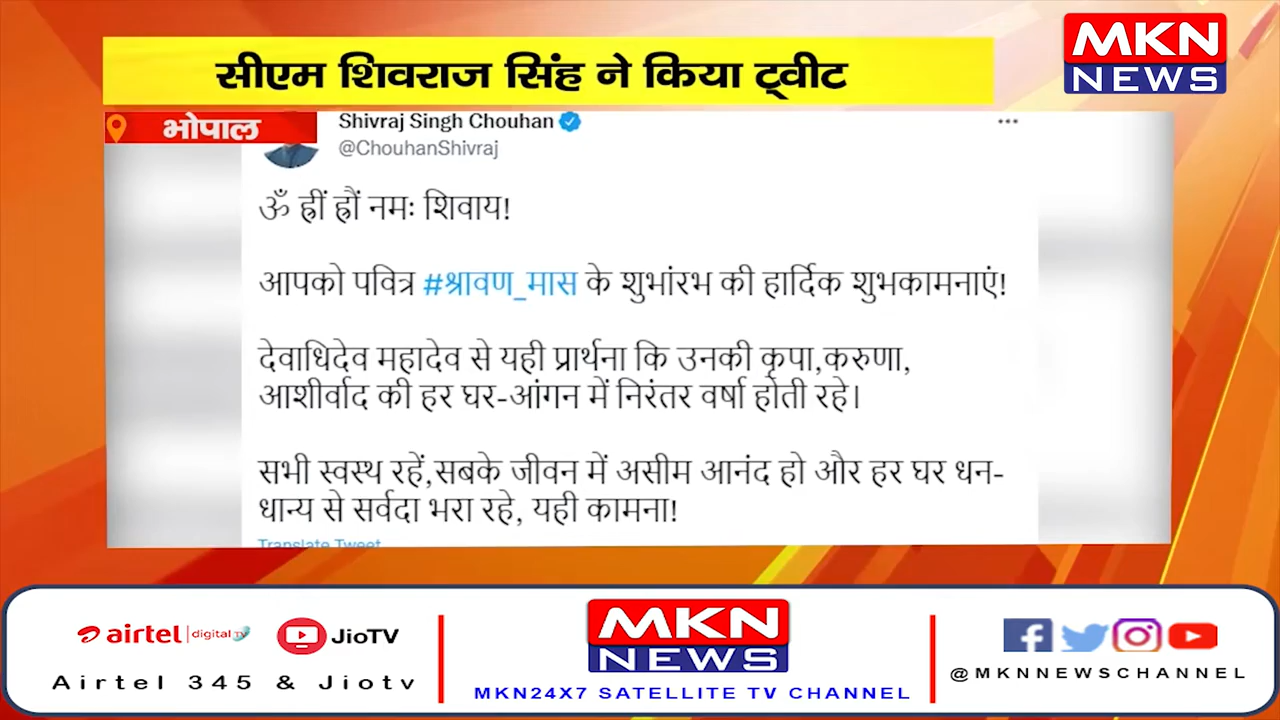 सीएम शिवराज सिंह ने किया ट्वीट
MKN
NEWS
भोपाल
Shivraj Singh Chouhan
@ChouhanShivraj
ॐ ह्रीं ह्रौं नमः शिवाय!
आपको पवित्र #श्रावण_मास के शुभांरभ की हार्दिक शुभकामनाएं!
देवाधिदेव महादेव से यही प्रार्थना कि उनकी कृपा,करुणा,
आशीर्वाद की हर घर-आंगन में निरंतर वर्षा होती रहे।
सभी स्वस्थ रहें,सबके जीवन में असीम आनंद हो और हर घर धन-
धान्य से सर्वदा भरा रहे, यही कामना!
Translate Tweet
airtel digital TV
JioTV
Airtel 345 & Jiotv
MKN
NEWS
MKN24X7 SATELLITE TV CHANNEL
@MKNNEWSCHANNEL